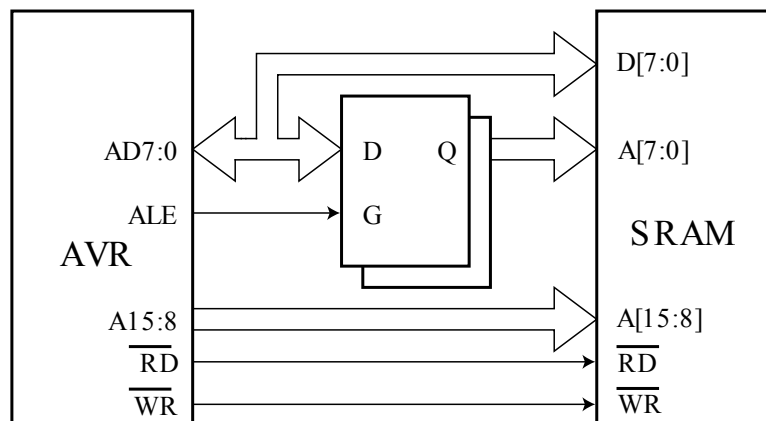 AD7:0
ALE
AVR
A15:8
RD
WR
D
Q
G
D[7:0]
A[7:0]
SRAM
A[15:8]
RD
WR